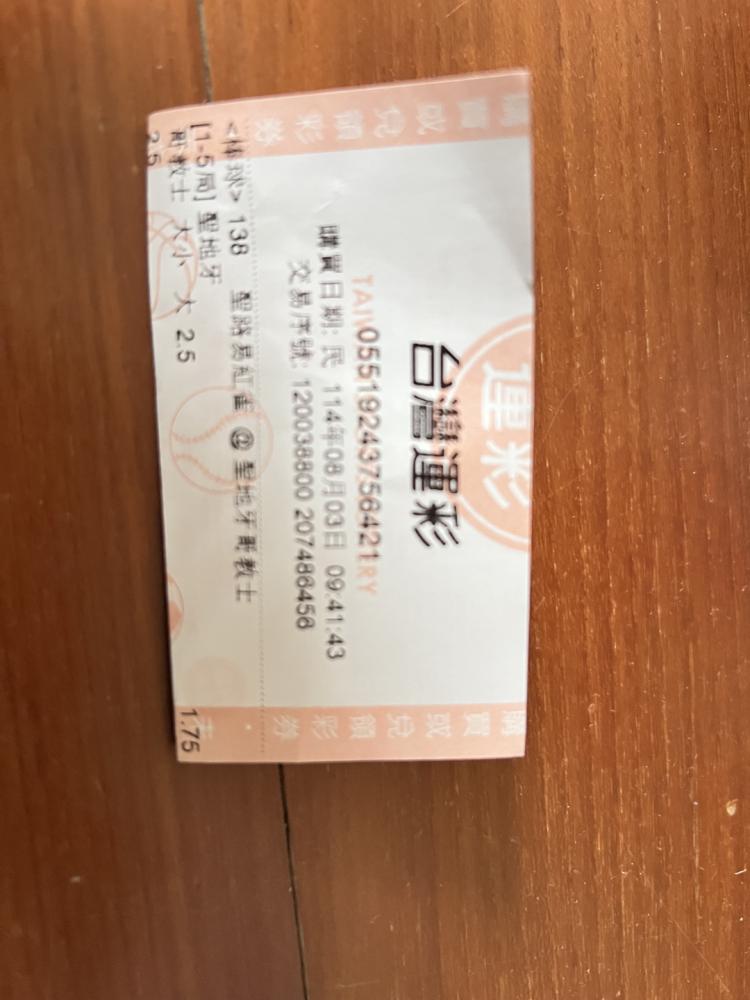 運彩
台灣運彩
TAIW RY
0551924375642​1
購買日期: 民 114年08月03日 09:41:43
交易序號: 120038800 207486458
<棒球> 138 聖路易紅雀 @ 聖地牙哥教士
[1-5局] 聖地牙
哥教士 大小 大 2.5 1.75
2.5
購買或兌領彩券
購買或兌領彩券